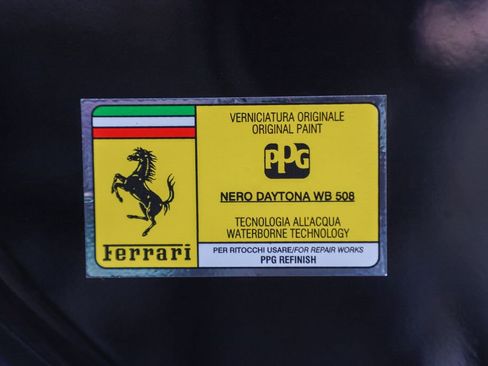 Ferrari
VERNICIATURA ORIGINALE
ORIGINAL PAINT
PPG
NERO DAYTONA WB 508
TECNOLOGIA ALL'ACQUA
WATERBORNE TECHNOLOGY
PER RITOCCHI USARE/FOR REPAIR WORKS
PPG REFINISH